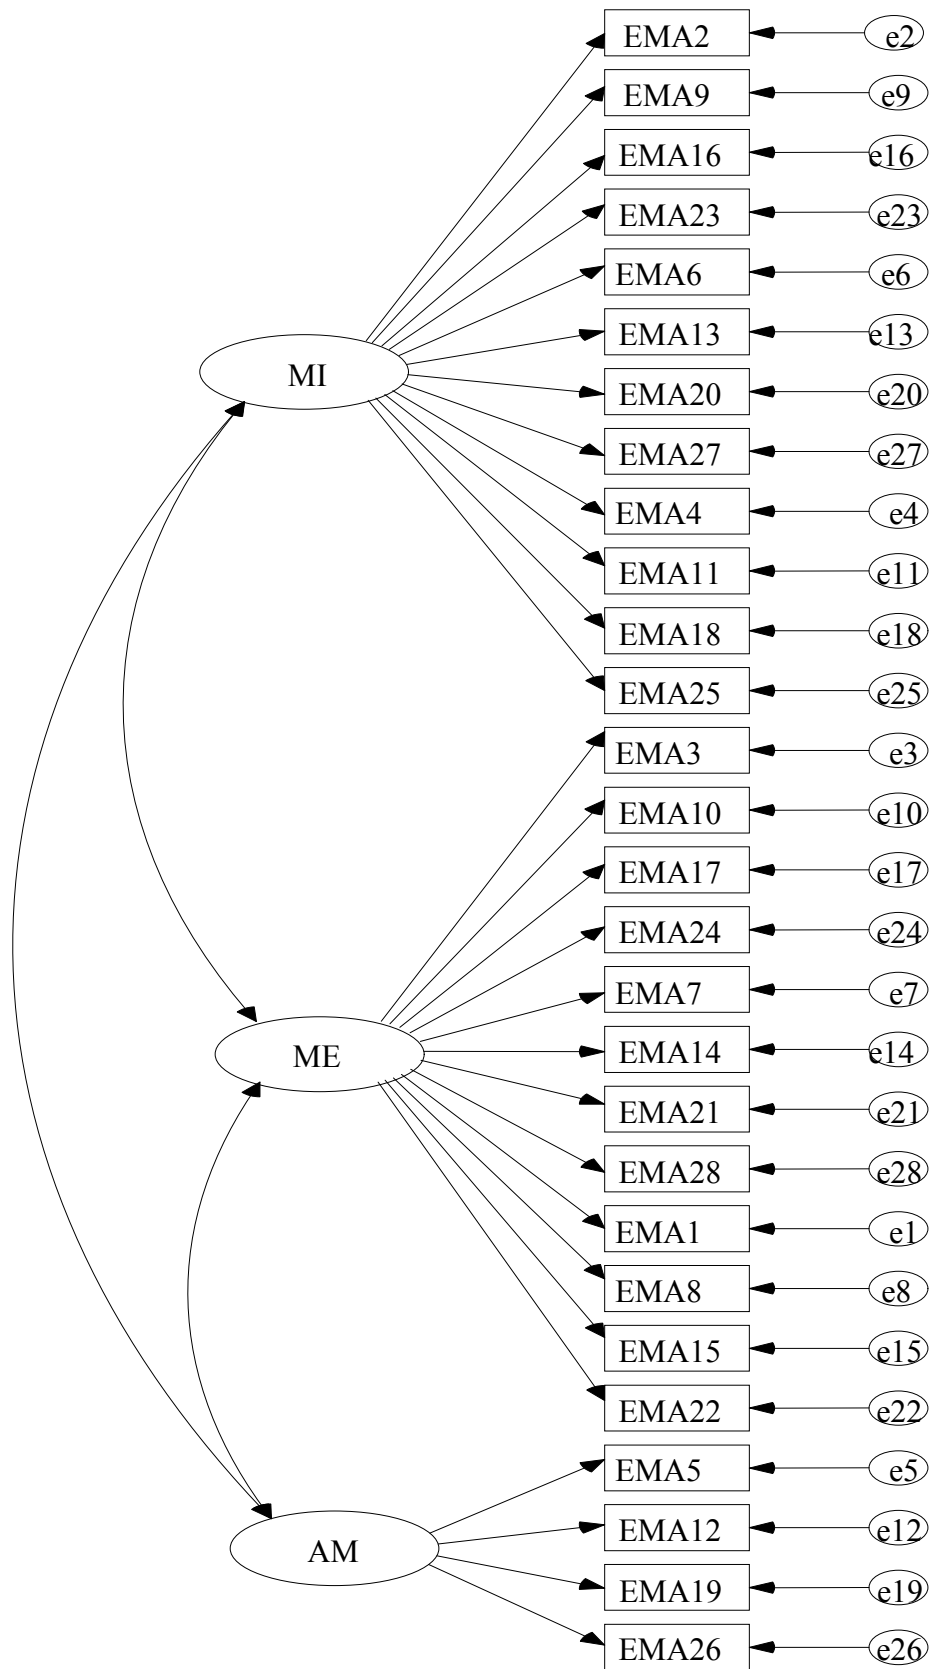 EMA2 e2
EMA9 e9
EMA16 e16
EMA23 e23
EMA6 e6
EMA13 e13
MI
EMA20 e20
EMA27 e27
EMA4 e4
EMA11 e11
EMA18 e18
EMA25 e25
EMA3 e3
EMA10 e10
EMA17 e17
EMA24 e24
EMA7 e7
ME
EMA14 e14
EMA21 e21
EMA28 e28
EMA1 e1
EMA8 e8
EMA15 e15
EMA22 e22
EMA5 e5
EMA12 e12
AM
EMA19 e19
EMA26 e26